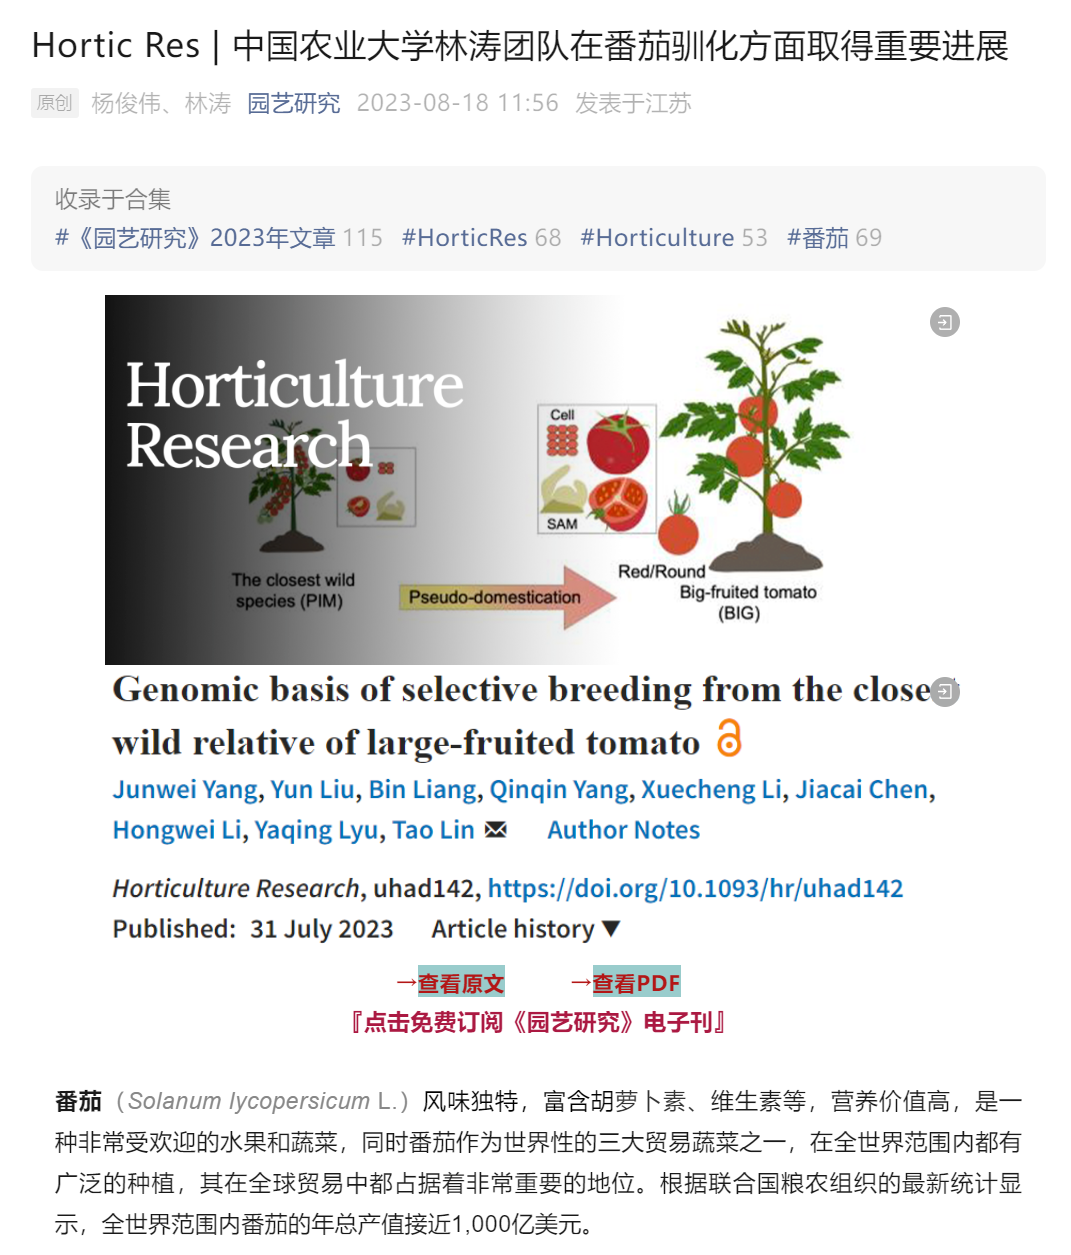 Hortic Res | 中国农业大学林涛团队在番茄驯化方面取得重要进展
原创 杨俊伟、林涛 园艺研究 2023-08-18 11:56 发表于江苏
收录于合集
#《园艺研究》2023年文章 115 #HorticRes 68 #Horticulture 53 #番茄 69
Horticulture
Research
Cell
SAM
The closest wild
species (PIM)
Pseudo-domestication
Red/Round
Big-fruited tomato
(BIG)
Genomic basis of selective breeding from the close
wild relative of large-fruited tomato
Junwei Yang, Yun Liu, Bin Liang, Qinqin Yang, Xuecheng Li, Jiacai Chen,
Hongwei Li, Yaqing Lyu, Tao Lin Author Notes
Horticulture Research, uhad142, https://doi.org/10.1093/hr/uhad142
Published: 31 July 2023 Article history ▼
→查看原文 →查看PDF
『点击免费订阅《园艺研究》电子刊』
番茄（Solanum lycopersicum L.）风味独特，富含胡萝卜素、维生素等，营养价值高，是一
种非常受欢迎的水果和蔬菜，同时番茄作为世界性的三大贸易蔬菜之一，在全世界范围内都有
广泛的种植，其在全球贸易中都占据着非常重要的地位。根据联合国粮农组织的最新统计显
示，全世界范围内番茄的年总产值接近1,000亿美元。